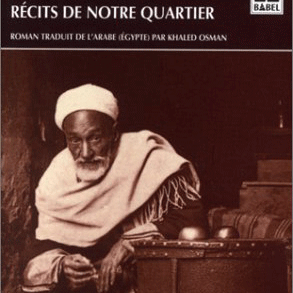 RÉCITS DE NOTRE QUARTIER
BABEL
ROMAN TRADUIT DE L'ARABE (ÉGYPTE) PAR KHALED OSMAN